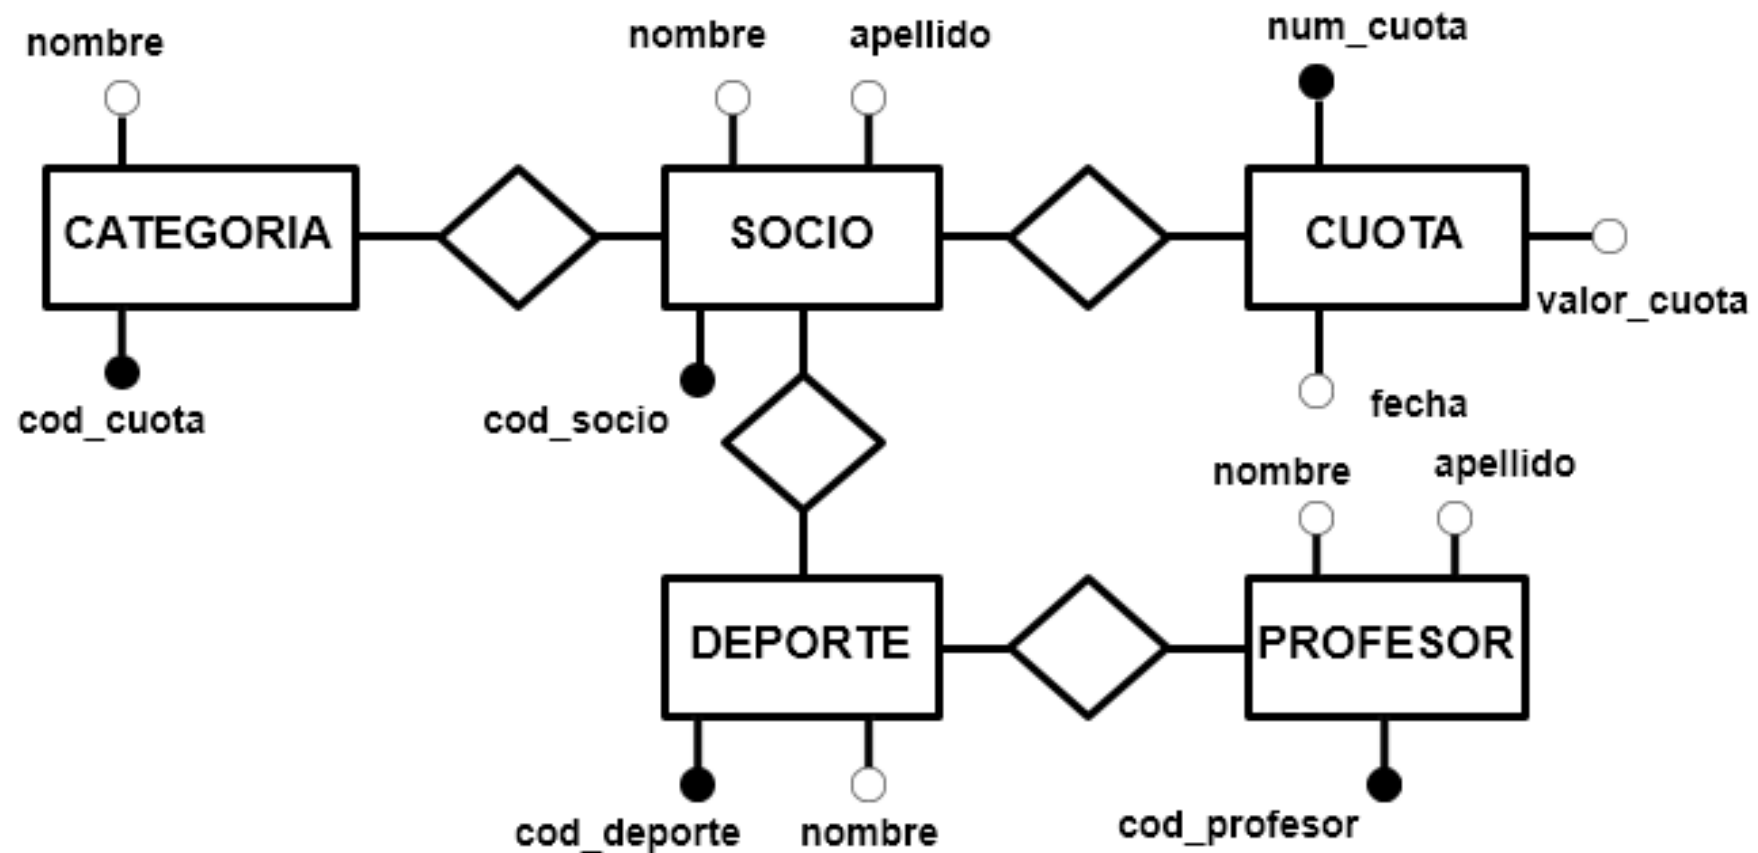 nombre
nombre
apellido
num_cuota
CATEGORIA
SOCIO
CUOTA
valor_cuota
cod_cuota
cod_socio
fecha
nombre
apellido
DEPORTE
PROFESOR
cod_deporte
nombre
cod_profesor